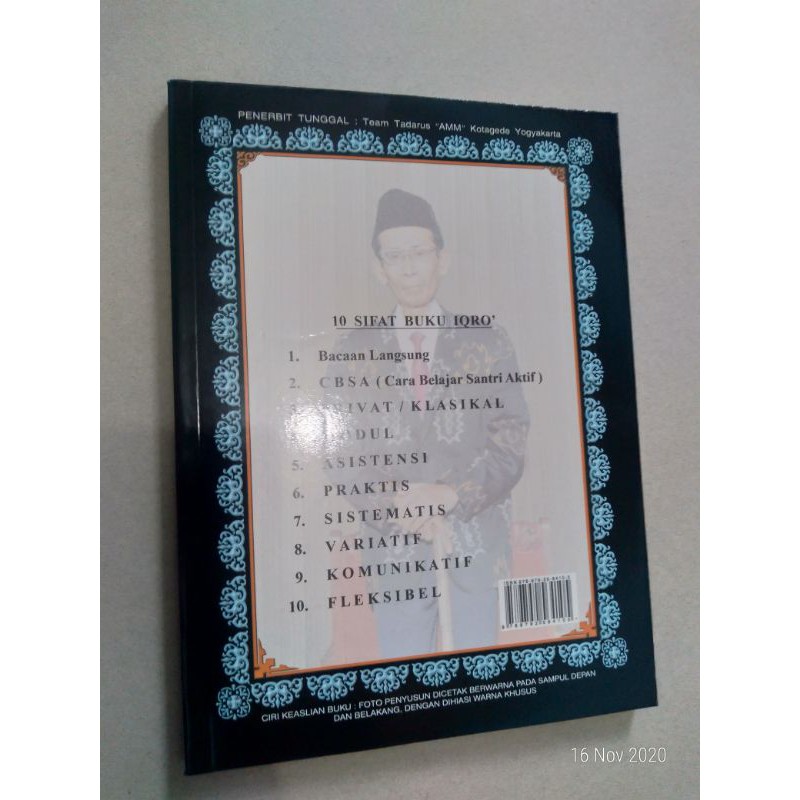 PENERBIT TUNGGAL : Team Tadarus "AMM" Kotagede Yogyakarta
10 SIFAT BUKU IQRO'
1. Bacaan Langsung
2. CBSA ( Cara Belajar Santri Aktif )
/ KLASIKAL
5. ASISTENSI
6. PRAKTIS
7. SISTEMATIS
8. VARIATIF
9. KOMUNIKATIF
10. FLEKSIBEL
CIRI KEASLIAN BUKU : FOTO PENYUSUN DICETAK BERWARNA PADA SAMPUL DEPAN
DAN BELAKANG, DENGAN DIHIASI WARNA KHUSUS
16 Nov 2020